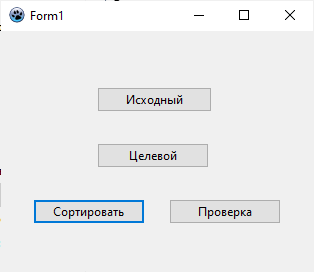 Form1
Исходный
Целевой
Сортировать
Проверка